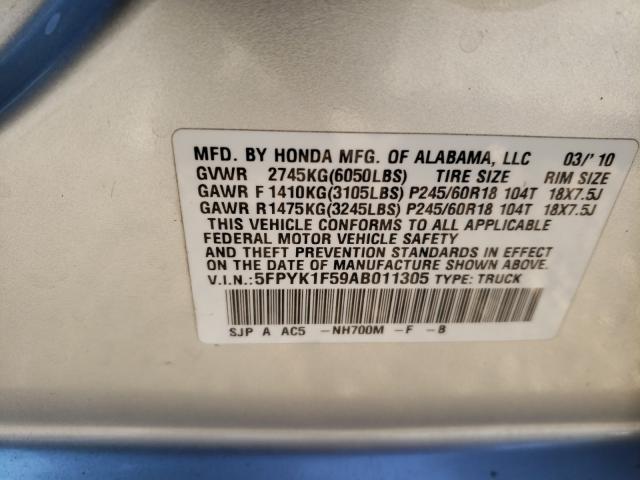 MFD. BY HONDA MFG. OF ALABAMA, LLC 03/'10
GVWR 2745KG(6050LBS) TIRE SIZE RIM SIZE
GAWR F 1410KG(3105LBS) P245/60R18 104T 18X7.5J
GAWR R1475KG(3245LBS) P245/60R18 104T 18X7.5J
THIS VEHICLE CONFORMS TO ALL APPLICABLE
FEDERAL MOTOR VEHICLE SAFETY
AND THEFT PREVENTION STANDARDS IN EFFECT
ON THE DATE OF MANUFACTURE SHOWN ABOVE.
V.I.N.:5FPYK1F59AB011305 TYPE: TRUCK
SJP A AC5 -NH700M -F -B